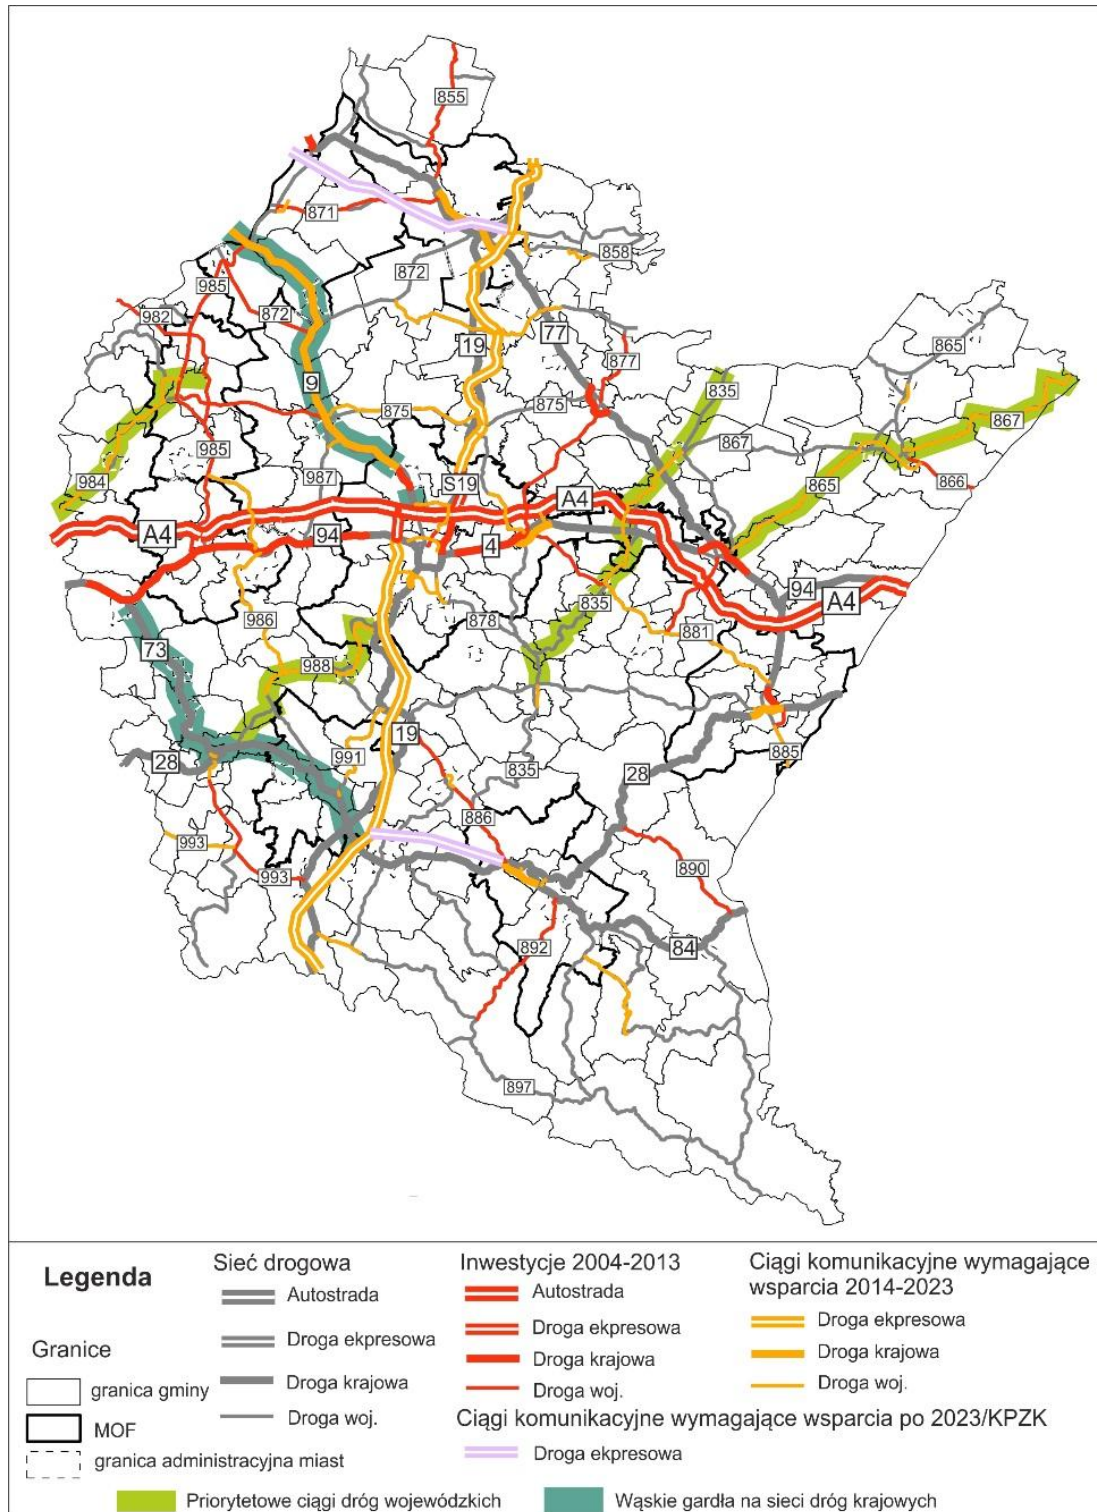 855
871
858
872
985
982
872
19
77
877
865
9
875
875
835
867
867
985
984
987
865
866
S19
A4
A4
94
4
94
A4
835
986
878
881
73
988
19
991
28
885
28
835
886
993
993
890
892
84
897
Legenda
Granice
granica gminy
MOF
granica administracyjna miast
Sieć drogowa
Autostrada
Droga ekpresowa
Droga krajowa
Droga woj.
Inwestycje 2004-2013
Autostrada
Droga ekspresowa
Droga krajowa
Droga woj.
Ciągi komunikacyjne wymagające
wsparcia 2014-2023
Droga ekspresowa
Droga krajowa
Droga woj.
Ciągi komunikacyjne wymagające wsparcia po 2023/KPZK
Droga ekspresowa
Priorytetowe ciągi dróg wojewódzkich
Wąskie gardła na sieci dróg krajowych